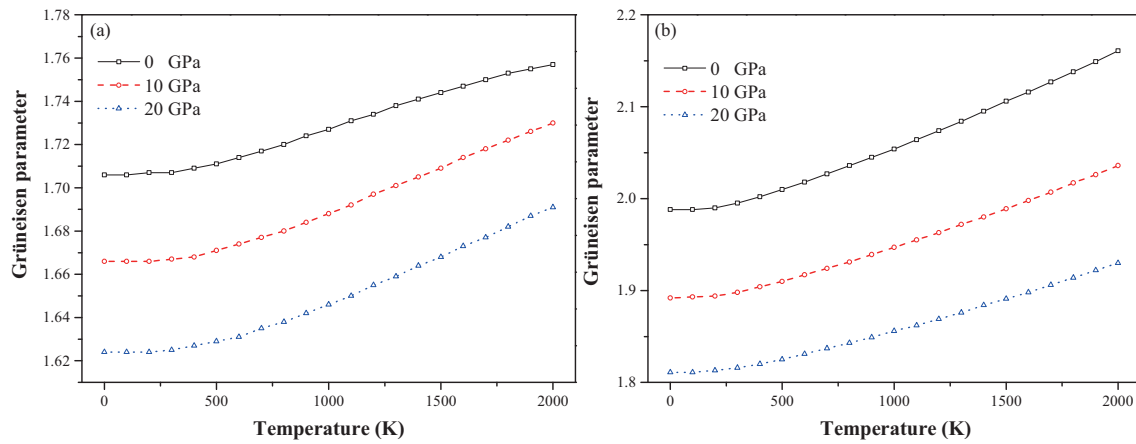 (a)
0 GPa
10 GPa
20 GPa
1.78
1.76
1.74
1.72
1.70
1.68
1.66
1.64
1.62
Grüneisen parameter
0
500
1000
1500
2000
Temperature (K)
(b)
0 GPa
10 GPa
20 GPa
2.2
2.1
2.0
1.9
1.8
Grüneisen parameter
0
500
1000
1500
2000
Temperature (K)